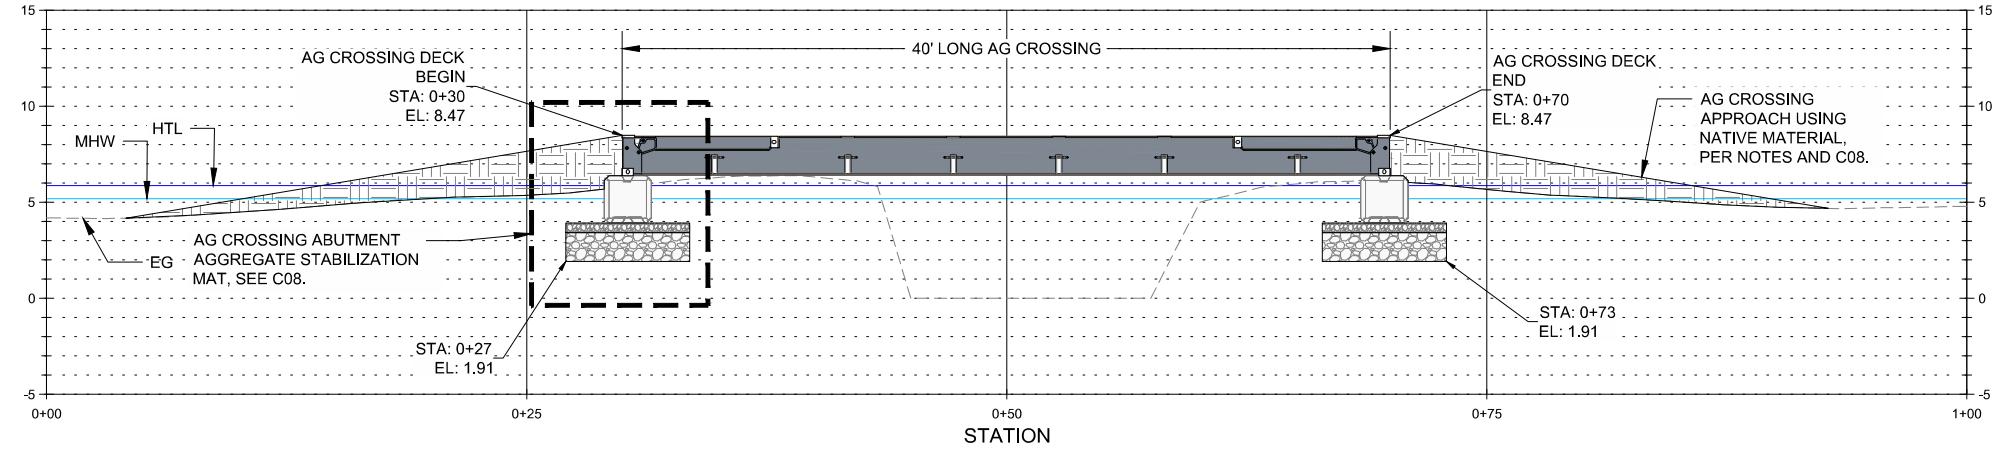 15
10
5
0
-5
40' LONG AG CROSSING
AG CROSSING DECK
BEGIN
STA: 0+30
EL: 8.47
AG CROSSING DECK
END
STA: 0+70
EL: 8.47
AG CROSSING
APPROACH USING
NATIVE MATERIAL,
PER NOTES AND C08.
MHW
HTL
EG
AG CROSSING ABUTMENT
AGGREGATE STABILIZATION
MAT, SEE C08.
STA: 0+27
EL: 1.91
STA: 0+73
EL: 1.91
15
10
5
0
-5
0+00
0+25
0+50
0+75
1+00
STATION